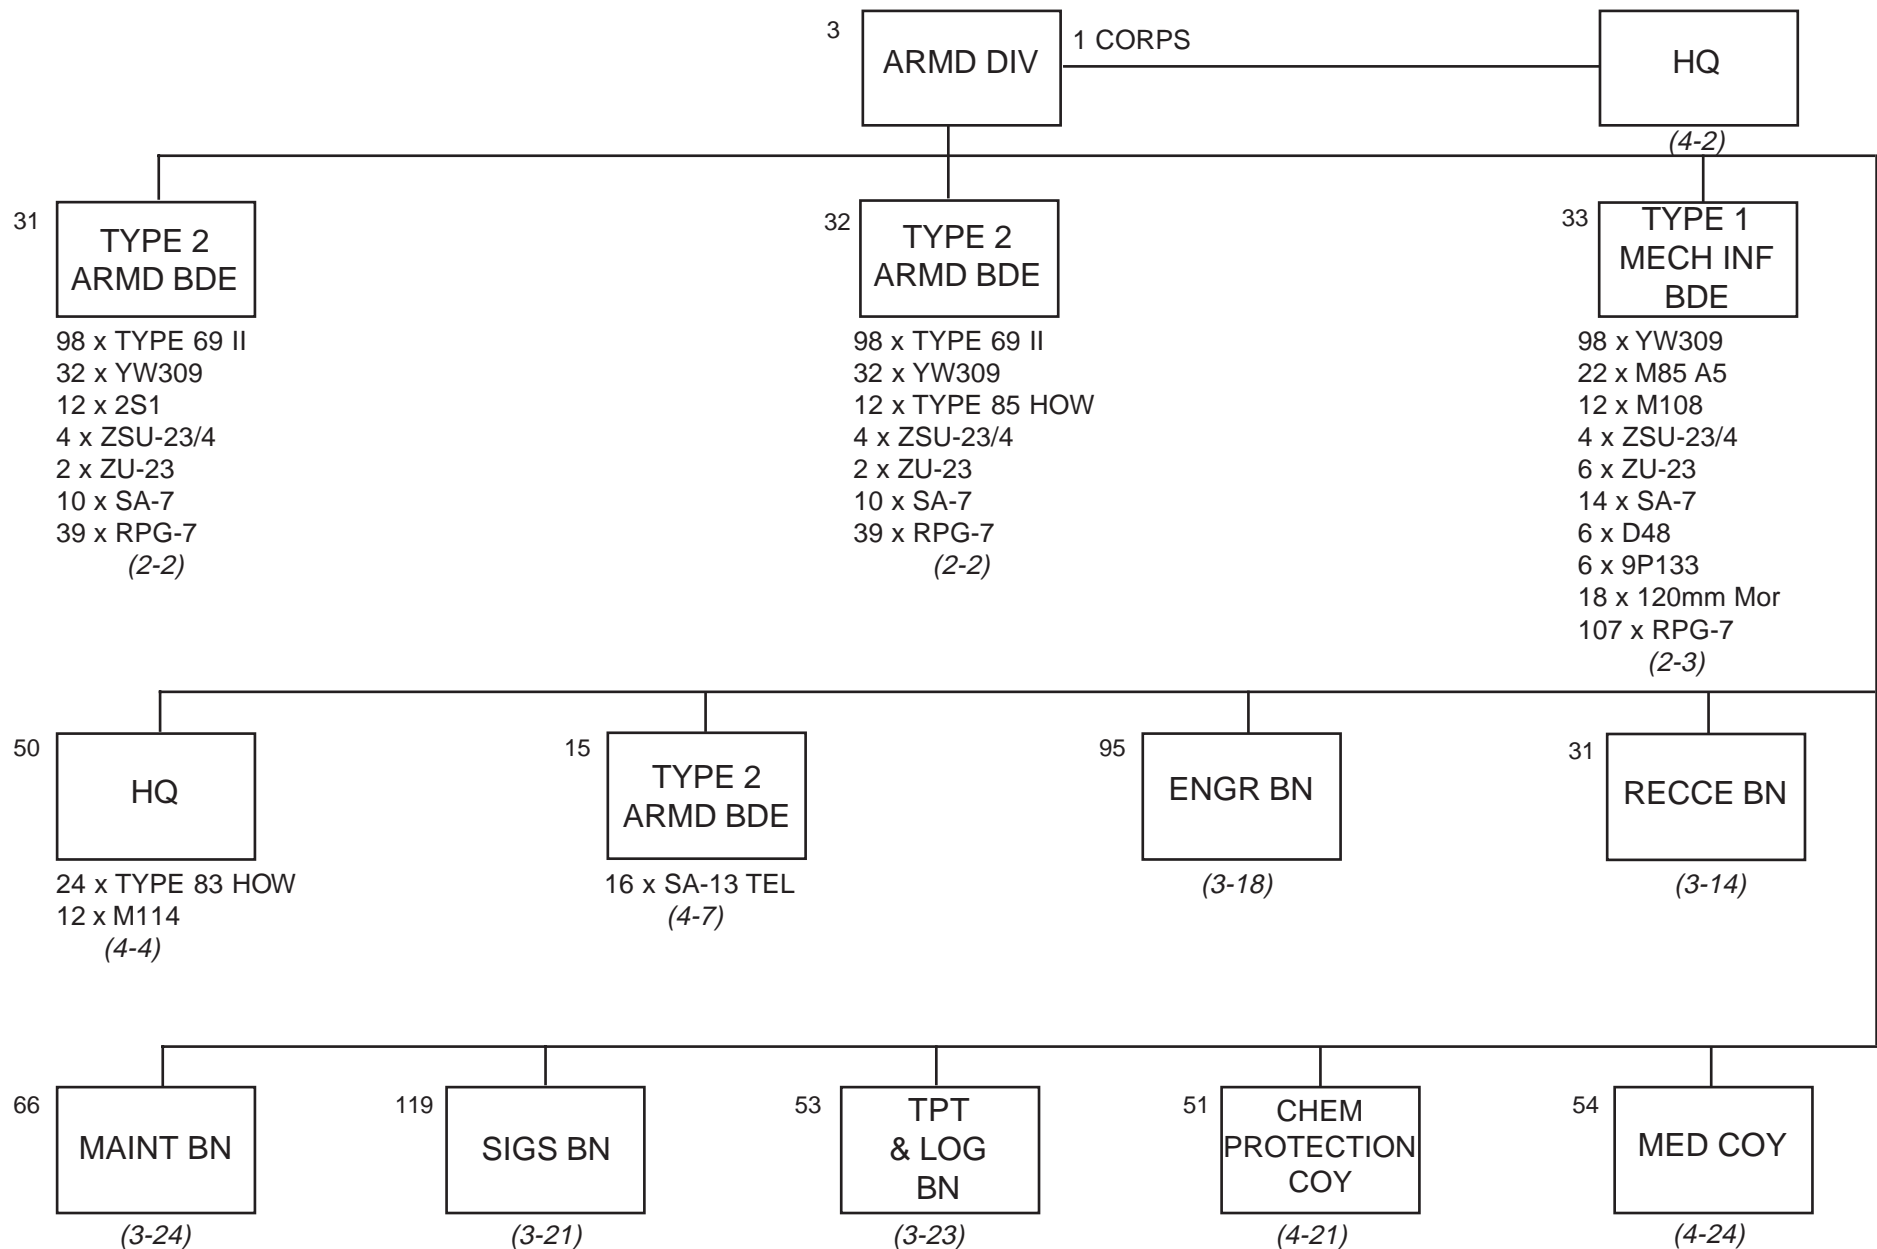 3
ARMD DIV
1 CORPS
HQ
(4-2)
31
TYPE 2
ARMD BDE
98 x TYPE 69 II
32 x YW309
12 x 2S1
4 x ZSU-23/4
2 x ZU-23
10 x SA-7
39 x RPG-7
(2-2)
32
TYPE 2
ARMD BDE
98 x TYPE 69 II
32 x YW309
12 x TYPE 85 HOW
4 x ZSU-23/4
2 x ZU-23
10 x SA-7
39 x RPG-7
(2-2)
33
TYPE 1
MECH INF
BDE
98 x YW309
22 x M85 A5
12 x M108
4 x ZSU-23/4
6 x ZU-23
14 x SA-7
6 x D48
6 x 9P133
18 x 120mm Mor
107 x RPG-7
(2-3)
50
HQ
24 x TYPE 83 HOW
12 x M114
(4-4)
15
TYPE 2
ARMD BDE
16 x SA-13 TEL
(4-7)
95
ENGR BN
(3-18)
31
RECCE BN
(3-14)
66
MAINT BN
(3-24)
119
SIGS BN
(3-21)
53
TPT
& LOG
BN
(3-23)
51
CHEM
PROTECTION
COY
(4-21)
54
MED COY
(4-24)